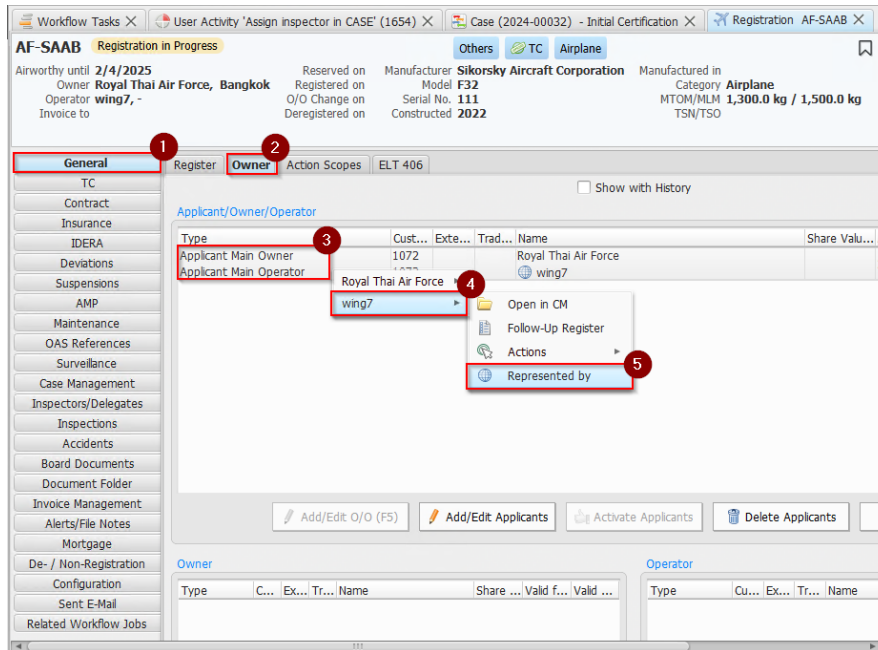 Workflow Tasks
User Activity 'Assign inspector in CASE' (1654)
Case (2024-00032) - Initial Certification
Registration AF-SAAB
AF-SAAB Registration in Progress
Others TC Airplane
Airworthy until 2/4/2025
Owner Royal Thai Air Force, Bangkok
Operator wing7, -
Invoice to
Reserved on
Registered on
O/O Change on
Deregistered on
Manufacturer Sikorsky Aircraft Corporation
Model F32
Serial No. 111
Constructed 2022
Manufactured in
Category Airplane
MTOM/MLM 1,300.0 kg / 1,500.0 kg
TSN/TSO
1
2
General
TC
Contract
Insurance
IDERA
Deviations
Suspensions
AMP
Maintenance
OAS References
Surveillance
Case Management
Inspectors/Delegates
Inspections
Accidents
Board Documents
Document Folder
Invoice Management
Alerts/File Notes
Mortgage
De- / Non-Registration
Configuration
Sent E-Mail
Related Workflow Jobs
Register Owner Action Scopes ELT 406
Show with History
Applicant/Owner/Operator
Type Cust... Exte... Trad... Name Share Valu...
3
Applicant Main Owner 1072 Royal Thai Air Force
Applicant Main Operator wing7
Royal Thai Air Force
4
wing7
Open in CM
Follow-Up Register
Actions
5
Represented by
Add/Edit O/O (F5) Add/Edit Applicants Activate Applicants Delete Applicants
Owner
Type C... Ex... Tr... Name Share ... Valid f... Valid ...
Operator
Type Cu... Ex... Tr... Name